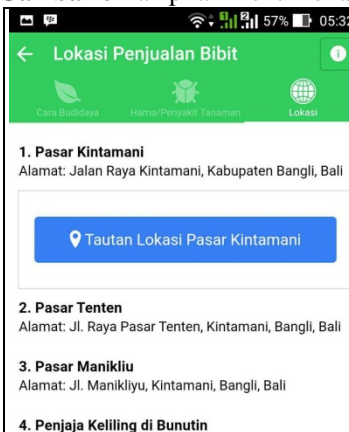 57% 05:32
Lokasi Penjualan Bibit
Cara Budidaya Hama/Penyakit Tanaman Lokasi
1. Pasar Kintamani
Alamat: Jalan Raya Kintamani, Kabupaten Bangli, Bali
Tautan Lokasi Pasar Kintamani
2. Pasar Tenten
Alamat: Jl. Raya Pasar Tenten, Kintamani, Bangli, Bali
3. Pasar Manikliu
Alamat: Jl. Manikliyu, Kintamani, Bangli, Bali
4. Penjaja Keliling di Bunutin